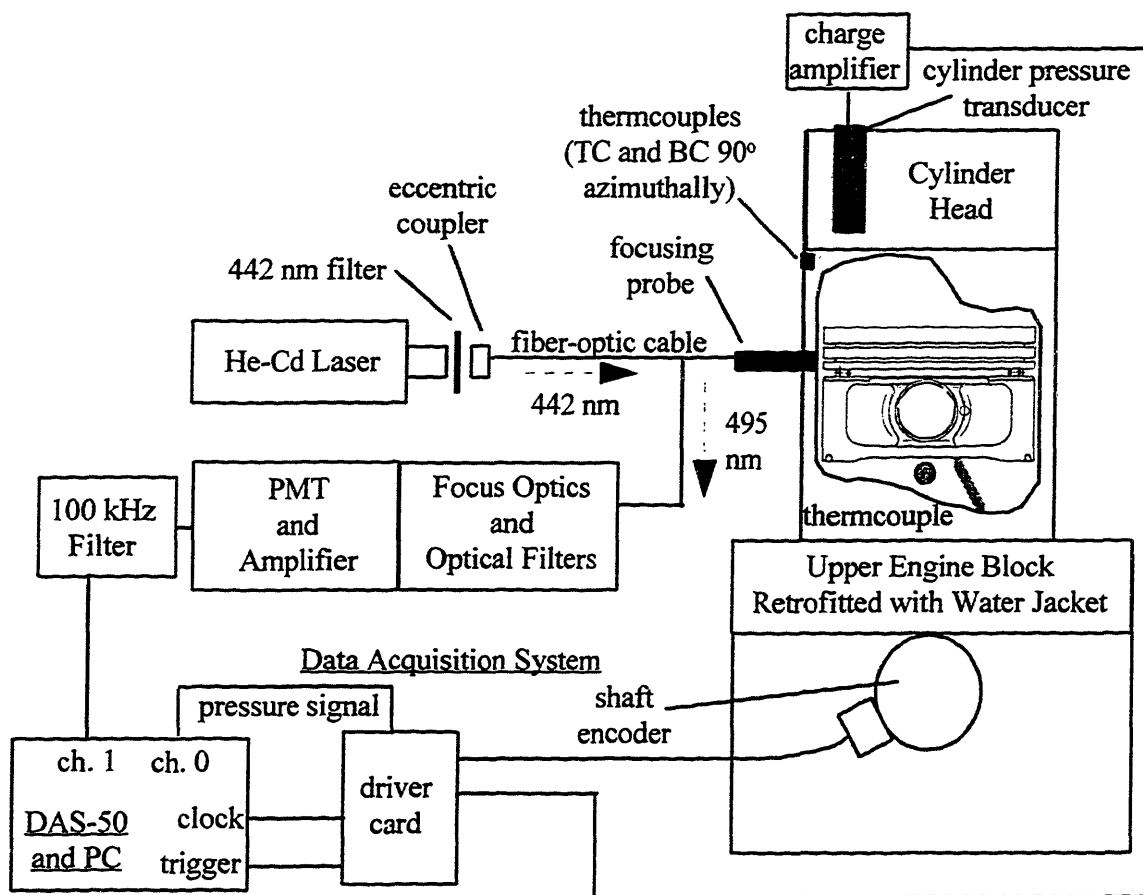 charge
amplifier
cylinder pressure
transducer
thermcouples
(TC and BC 90°
azimuthally)
Cylinder
Head
eccentric
coupler
focusing
probe
442 nm filter
He-Cd Laser
fiber-optic cable
442 nm
495
nm
100 kHz
Filter
PMT
and
Amplifier
Focus Optics
and
Optical Filters
thermcouple
Upper Engine Block
Retrofitted with Water Jacket
Data Acquisition System
pressure signal
shaft
encoder
ch. 1
ch. 0
driver
card
DAS-50
and PC
clock
trigger